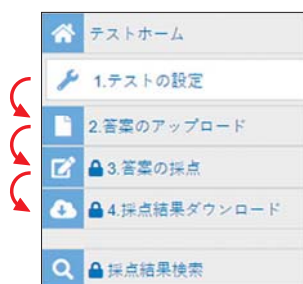 テストホーム
1.テストの設定
2.答案のアップロード
3.答案の採点
4.採点結果ダウンロード
採点結果検索